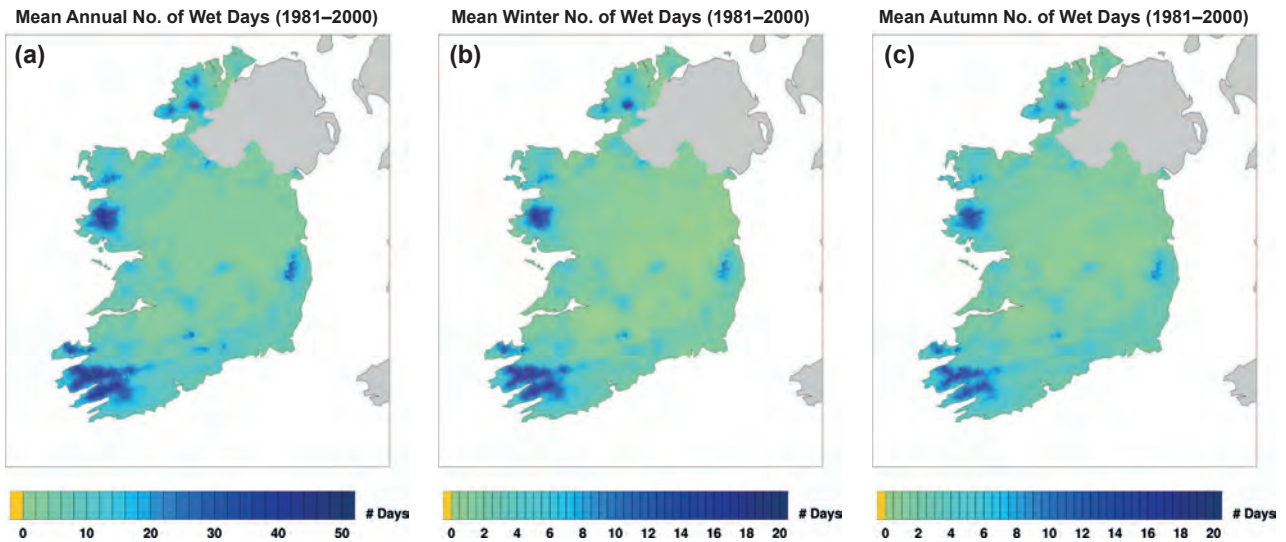 Mean Annual No. of Wet Days (1981–2000)
Mean Winter No. of Wet Days (1981–2000)
Mean Autumn No. of Wet Days (1981–2000)
(a)
(b)
(c)
# Days
0 10 20 30 40 50
# Days
0 2 4 6 8 10 12 14 16 18 20
# Days
0 2 4 6 8 10 12 14 16 18 20